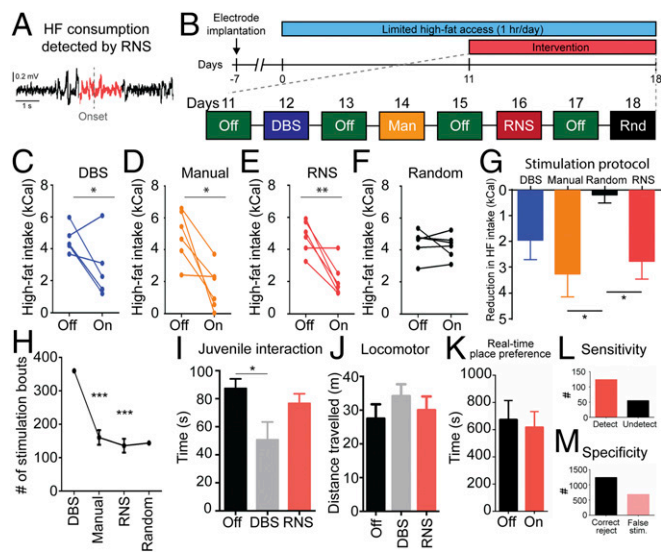 A
HF consumption
detected by RNS
0.2 mV
1 s
Onset
B
Electrode
implantation
Limited high-fat access (1 hr/day)
Intervention
Days
-7
0
11
18
Days
11
12
13
14
15
16
17
18
Off
DBS
Off
Man
Off
RNS
Off
Rnd
C
DBS
*
High-fat intake (kCal)
8
6
4
2
0
Off
On
D
Manual
*
High-fat intake (kCal)
8
6
4
2
0
Off
On
E
RNS
**
High-fat intake (kCal)
8
6
4
2
0
Off
On
F
Random
High-fat intake (kCal)
8
6
4
2
0
Off
On
G
Stimulation protocol
DBS
Manual
Random
RNS
Reduction in HF
intake (kCal)
0
1
2
3
4
5
*
*
H
# of stimulation bouts
400
300
200
100
0
***
***
DBS
Manual
RNS
Random
I
Juvenile interaction
Time (s)
100
80
60
40
20
0
*
Off
DBS
RNS
J
Locomotor
Distance travelled (m)
50
40
30
20
10
0
Off
DBS
RNS
K
Real-time
place preference
Time (s)
1000
800
600
400
200
0
Off
On
L
Sensitivity
#
150
100
50
0
Detect
Undetect
M
Specificity
#
1500
1000
500
0
Correct
reject
False
stim.